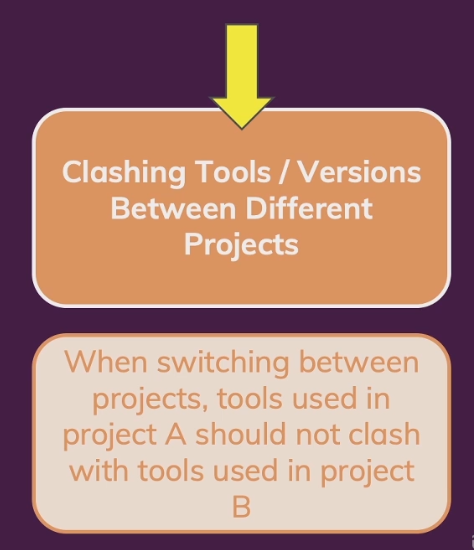 Clashing Tools / Versions
Between Different
Projects
When switching between
projects, tools used in
project A should not clash
with tools used in project
B